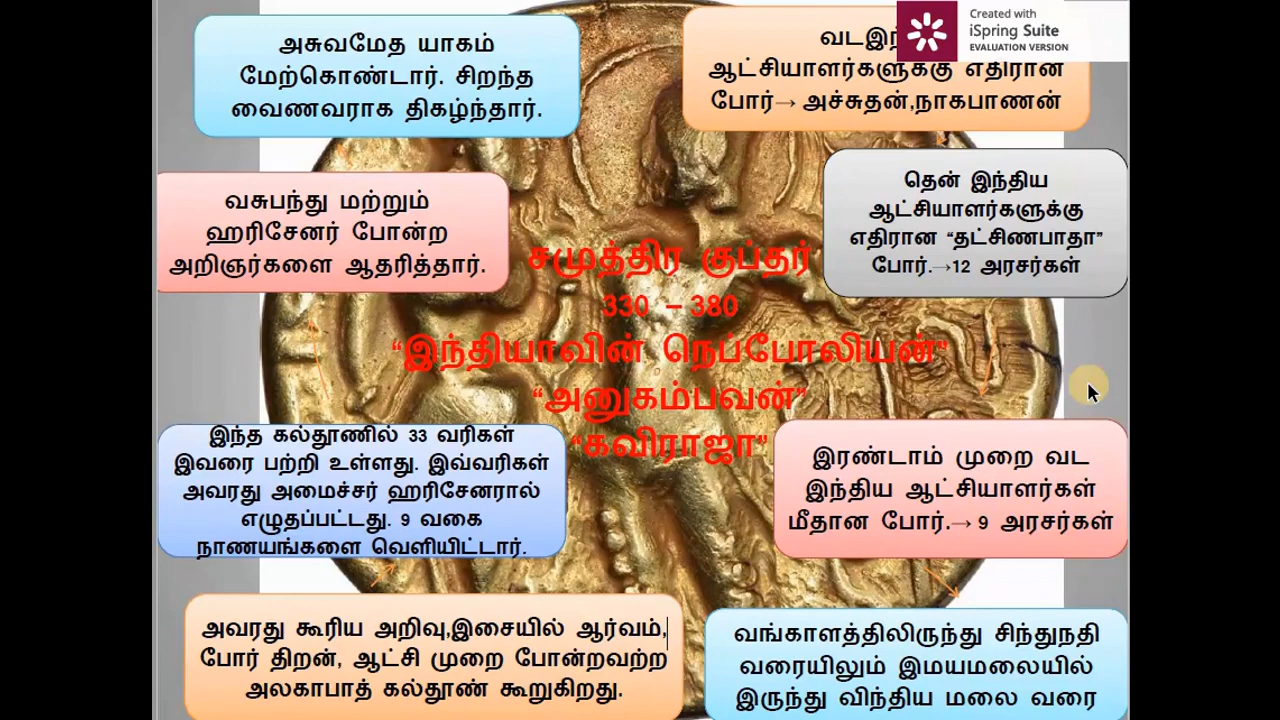 அசுவமேத யாகம்
மேற்கொண்டார். சிறந்த
வைணவராக திகழ்ந்தார்.
Created with
iSpring Suite
EVALUATION VERSION
ஆட்சியாளர்களுக்கு எதிரான
போர்→ அச்சுதன்,நாகபாணன்
வசுபந்து மற்றும்
ஹரிசேனர் போன்ற
அறிஞர்களை ஆதரித்தார்.
தென் இந்திய
ஆட்சியாளர்களுக்கு
எதிரான “தட்சிணபாதா”
போர்.→12 அரசர்கள்
சமுத்திர குப்தர்
330 – 380
“இந்தியாவின் நெப்போலியன்”
“அனுகம்பவன்”
“கவிராஜா”
இந்த கல்தூணில் 33 வரிகள்
இவரை பற்றி உள்ளது. இவ்வரிகள்
அவரது அமைச்சர் ஹரிசேனரால்
எழுதப்பட்டது. 9 வகை
நாணயங்களை வெளியிட்டார்.
இரண்டாம் முறை வட
இந்திய ஆட்சியாளர்கள்
மீதான போர்.→ 9 அரசர்கள்
அவரது கூரிய அறிவு,இசையில் ஆர்வம்,
போர் திறன், ஆட்சி முறை போன்றவற்ற
அலகாபாத் கல்தூண் கூறுகிறது.
வங்காளத்திலிருந்து சிந்துநதி
வரையிலும் இமயமலையில்
இருந்து விந்திய மலை வரை